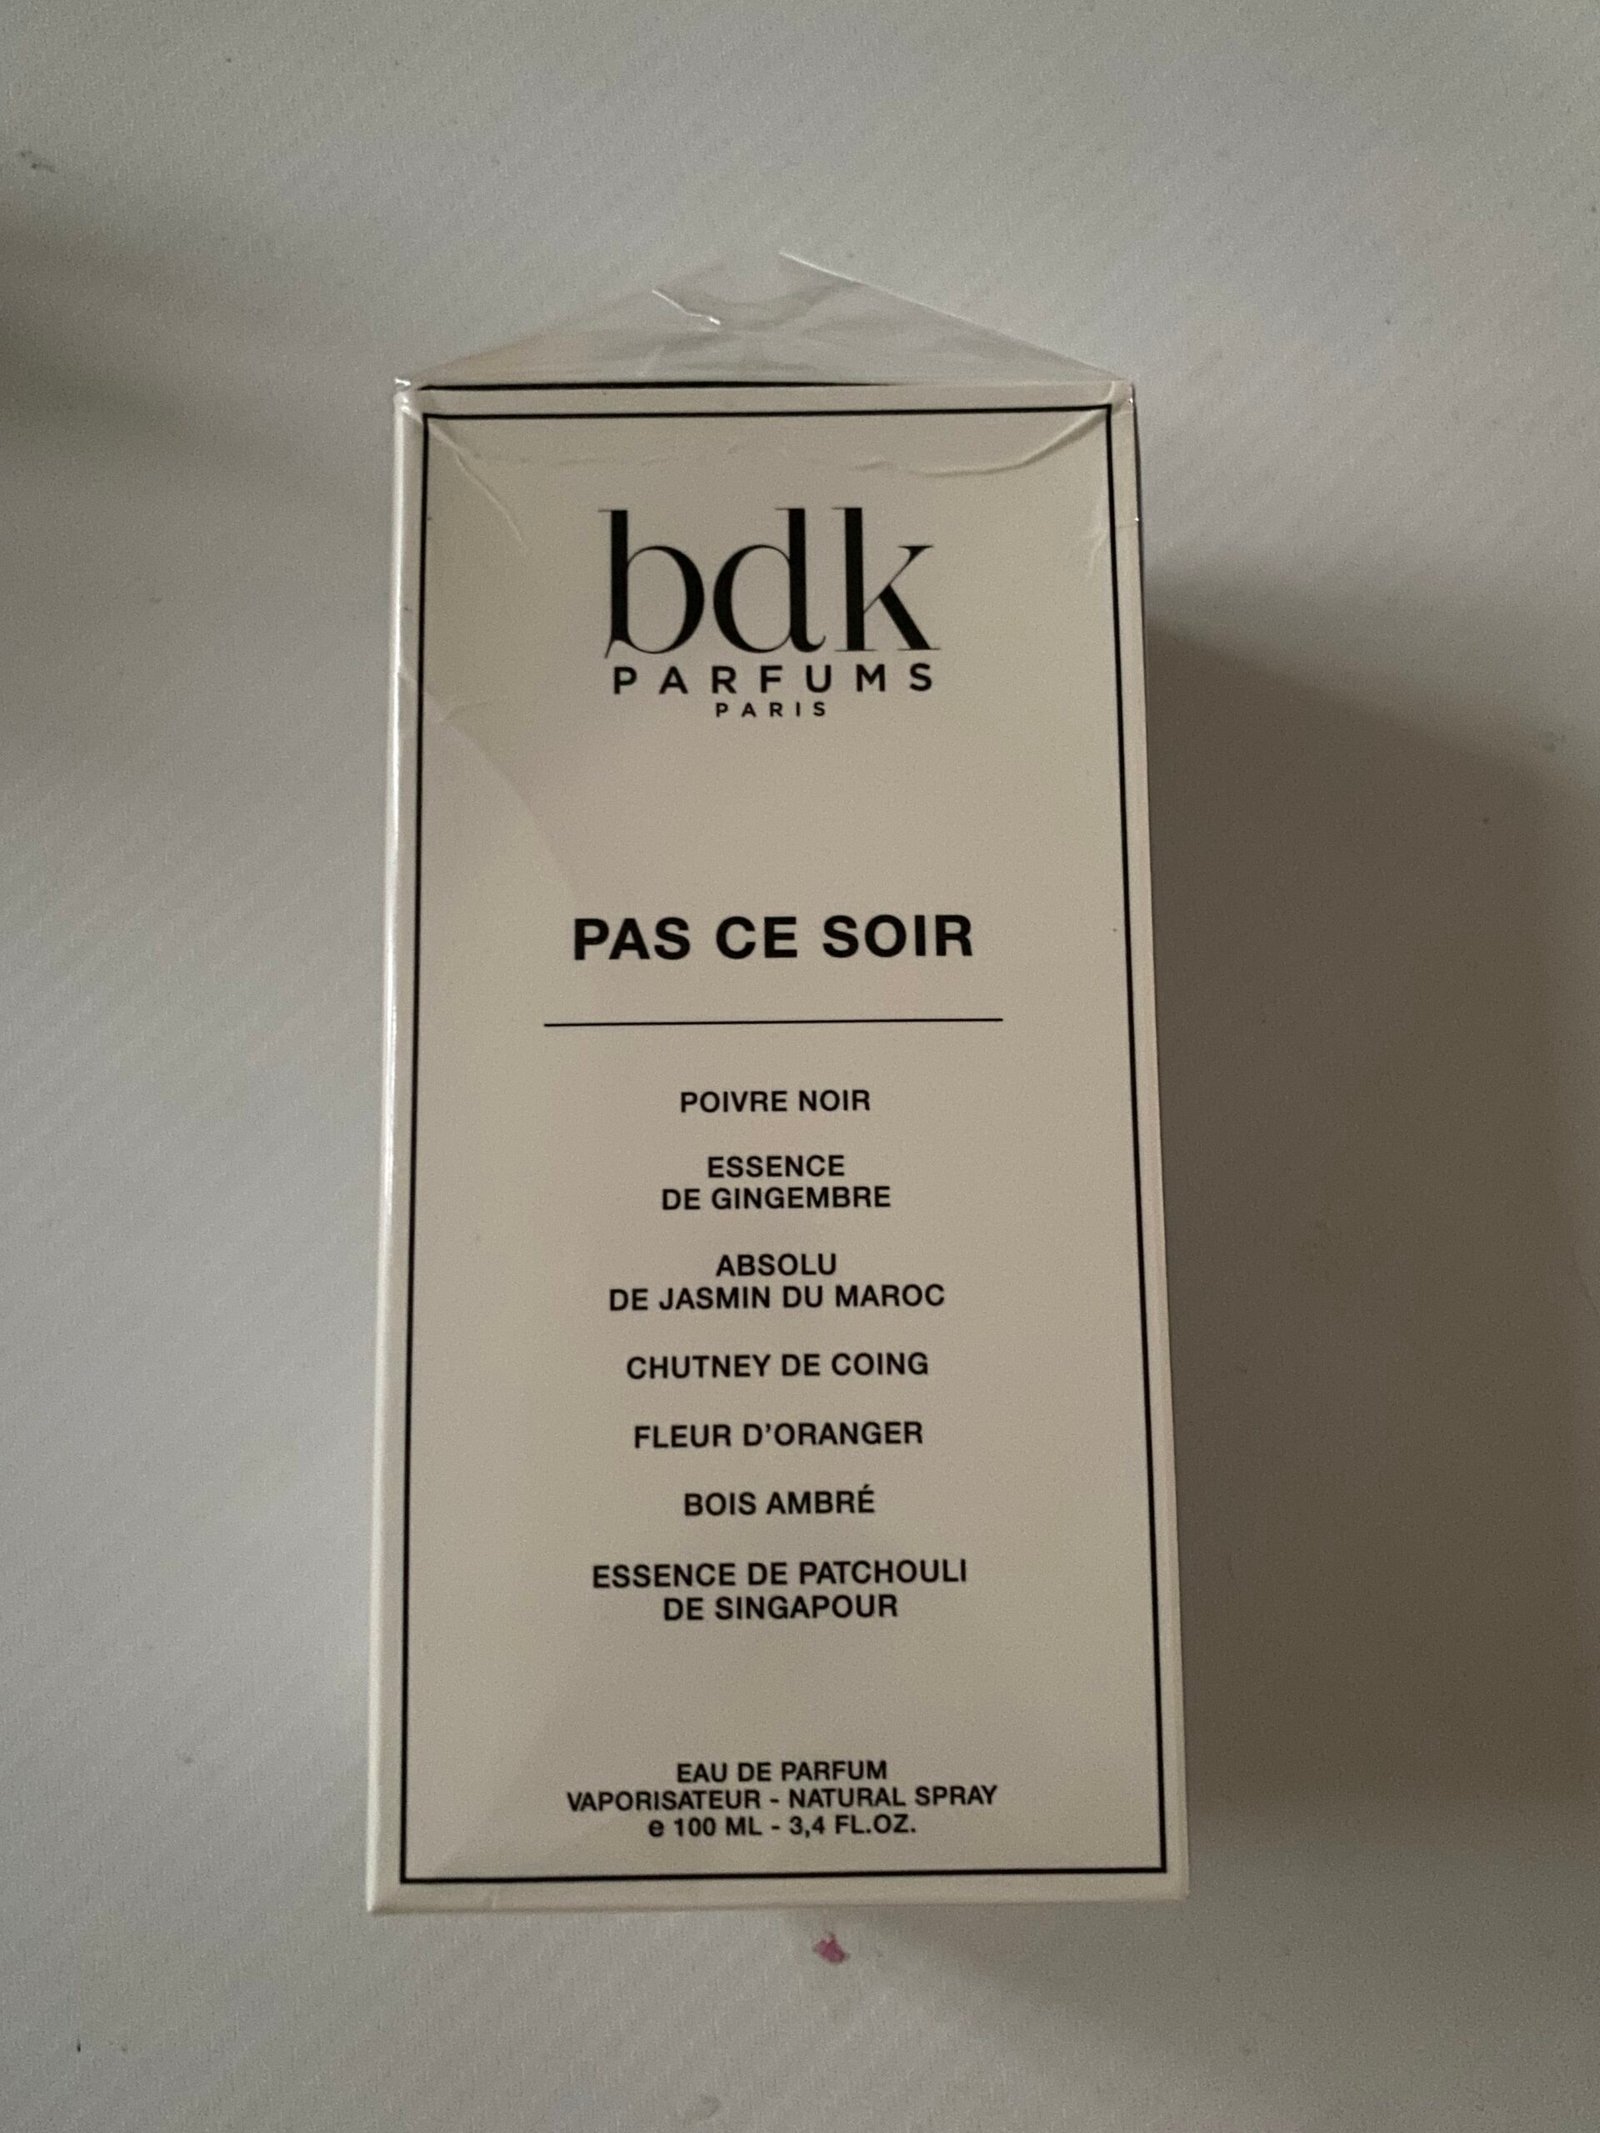 bdk
PARFUMS
PARIS
PAS CE SOIR
POIVRE NOIR
ESSENCE
DE GINGEMBRE
ABSOLU
DE JASMIN DU MAROC
CHUTNEY DE COING
FLEUR D'ORANGER
BOIS AMBRÉ
ESSENCE DE PATCHOULI
DE SINGAPOUR
EAU DE PARFUM
VAPORISATEUR - NATURAL SPRAY
℮ 100 ML - 3,4 FL.OZ.